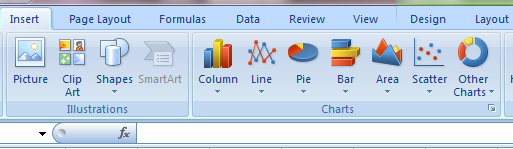 Insert Page Layout Formulas Data Review View Design Layout
Picture Clip Art Shapes SmartArt Column Line Pie Bar Area Scatter Other Charts
Illustrations Charts
fx